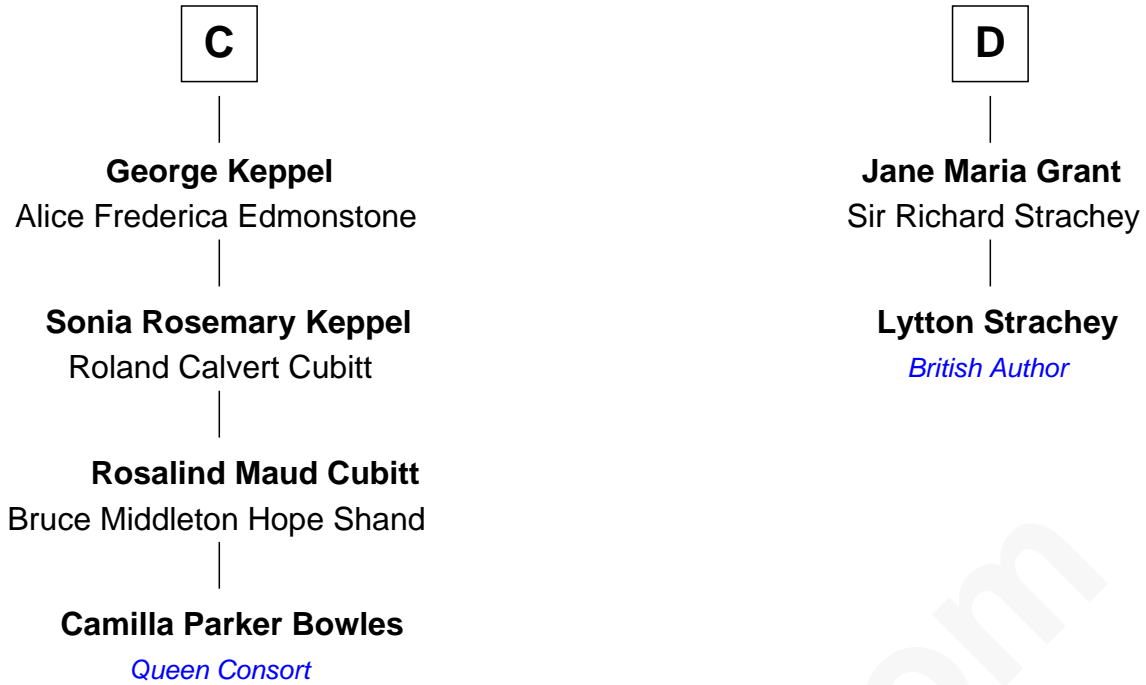 C
George Keppel
Alice Frederica Edmonstone
Sonia Rosemary Keppel
Roland Calvert Cubitt
Rosalind Maud Cubitt
Bruce Middleton Hope Shand
Camilla Parker Bowles
Queen Consort
D
Jane Maria Grant
Sir Richard Strachey
Lytton Strachey
British Author
om